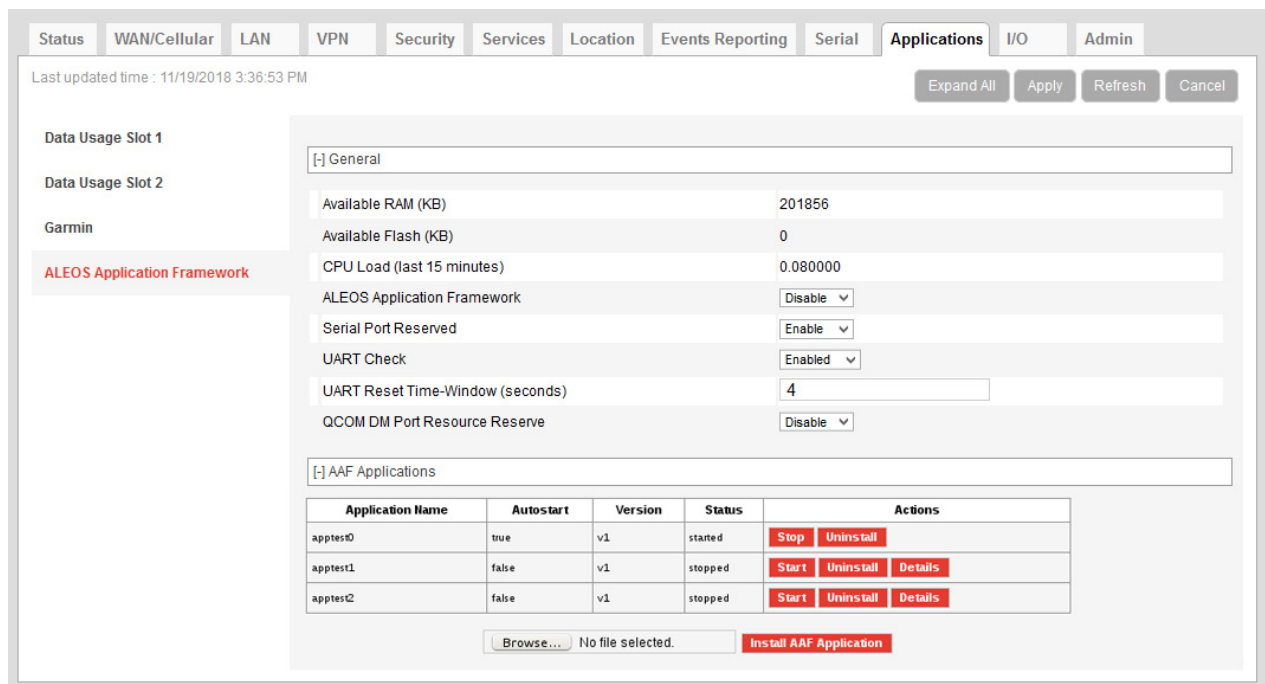 Status WAN/Cellular LAN VPN Security Services Location Events Reporting Serial Applications I/O Admin
Last updated time : 11/19/2018 3:36:53 PM
Expand All Apply Refresh Cancel
Data Usage Slot 1
Data Usage Slot 2
Garmin
ALEOS Application Framework
[-] General
Available RAM (KB) 201856
Available Flash (KB) 0
CPU Load (last 15 minutes) 0.080000
ALEOS Application Framework Disable
Serial Port Reserved Enable
UART Check Enabled
UART Reset Time-Window (seconds) 4
QCOM DM Port Resource Reserve Disable
[-] AAF Applications
Application Name Autostart Version Status Actions
apptest0 true v1 started Stop Uninstall
apptest1 false v1 stopped Start Uninstall Details
apptest2 false v1 stopped Start Uninstall Details
Browse... No file selected. Install AAF Application